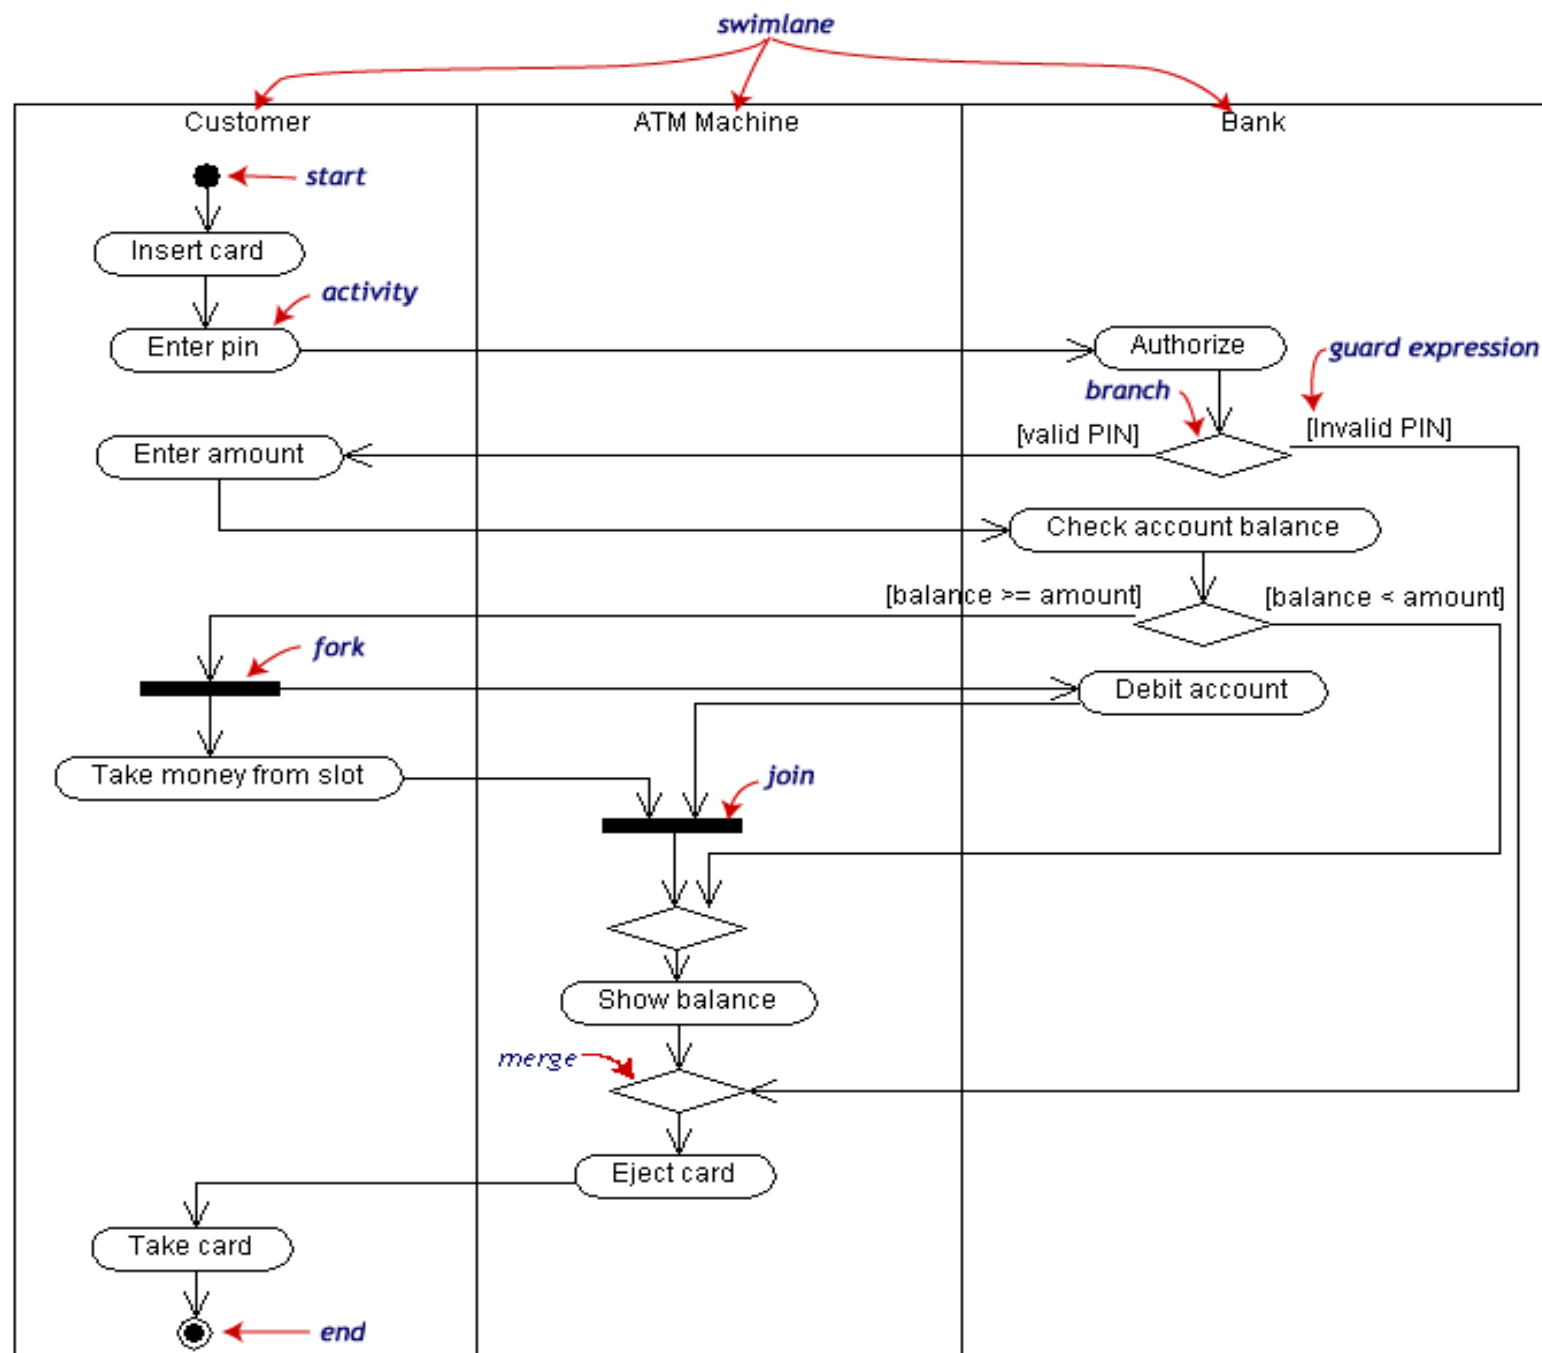 swimlane
Customer
ATM Machine
Bank
start
Insert card
activity
Enter pin
Authorize
guard expression
branch
[valid PIN]
[Invalid PIN]
Enter amount
Check account balance
[balance >= amount]
[balance < amount]
fork
Debit account
Take money from slot
join
Show balance
merge
Eject card
Take card
end